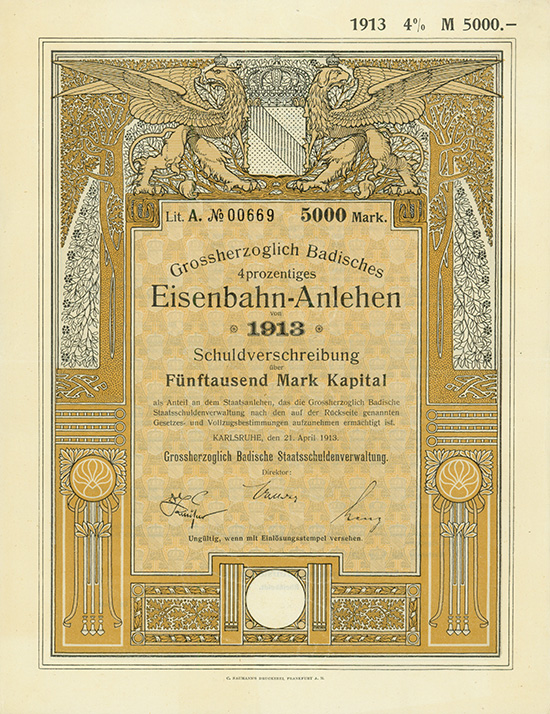 1913 4% M 5000.—
Lit. A. № 00669 5000 Mark.
Grossherzoglich Badisches
4prozentiges
Eisenbahn-Anlehen
von
1913
Schuldverschreibung
über
Fünftausend Mark Kapital
als Anteil an dem Staatsanlehen, das die Grossherzoglich Badische
Staatsschuldenverwaltung nach den auf der Rückseite genannten
Gesetzes- und Vollzugsbestimmungen aufzunehmen ermächtigt ist.
KARLSRUHE, den 21. April 1913.
Grossherzoglich Badische Staatsschuldenverwaltung.
Direktor:
Ungültig, wenn mit Einlösungsstempel versehen.
C. NAUMANN'S DRUCKEREI, FRANKFURT A. M.